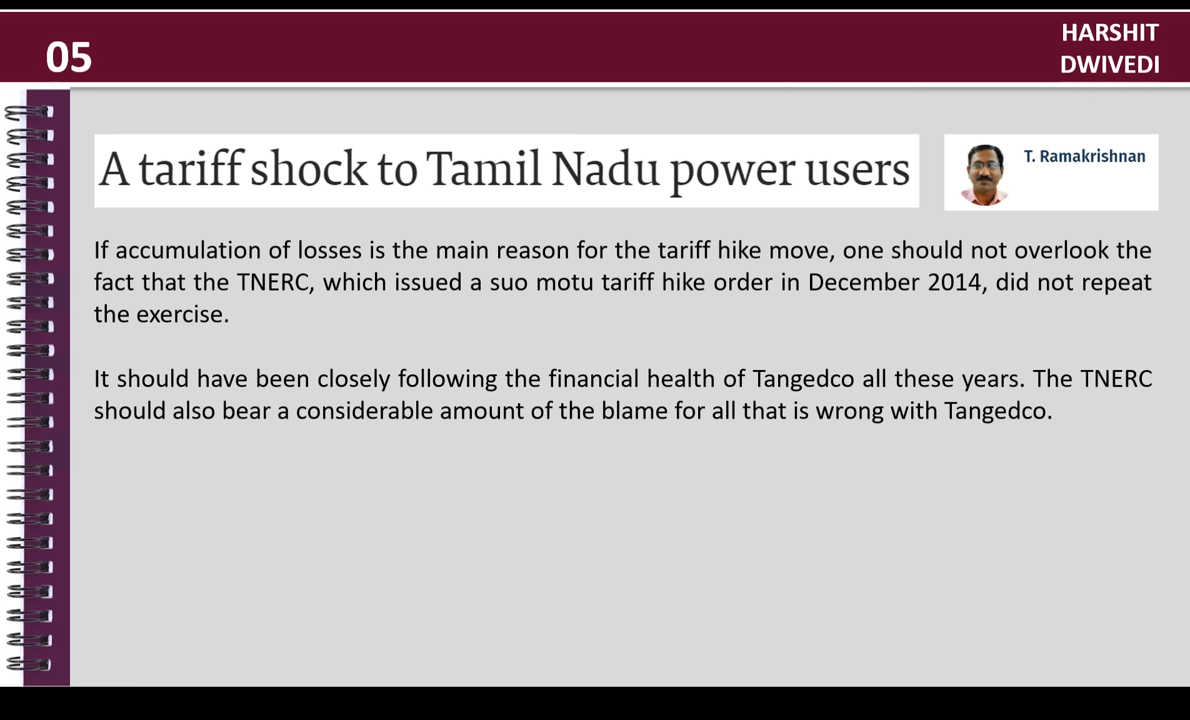 05
HARSHIT
DWIVEDI
A tariff shock to Tamil Nadu power users
T. Ramakrishnan
If accumulation of losses is the main reason for the tariff hike move, one should not overlook the
fact that the TNERC, which issued a suo motu tariff hike order in December 2014, did not repeat
the exercise.
It should have been closely following the financial health of Tangedco all these years. The TNERC
should also bear a considerable amount of the blame for all that is wrong with Tangedco.